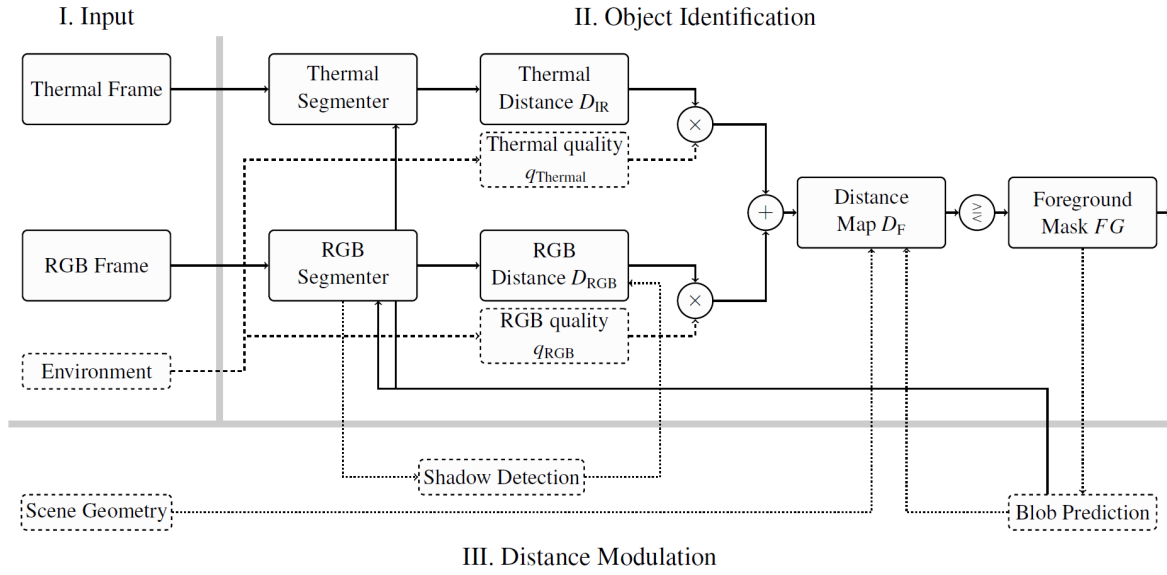 I. Input
II. Object Identification
Thermal Frame
Thermal
Segmenter
Thermal
Distance D_IR
×
Thermal quality
q_Thermal
RGB Frame
RGB
Segmenter
RGB
Distance D_RGB
×
RGB quality
q_RGB
+
Distance
Map D_F
⋛
Foreground
Mask FG
Environment
Shadow Detection
Scene Geometry
Blob Prediction
III. Distance Modulation